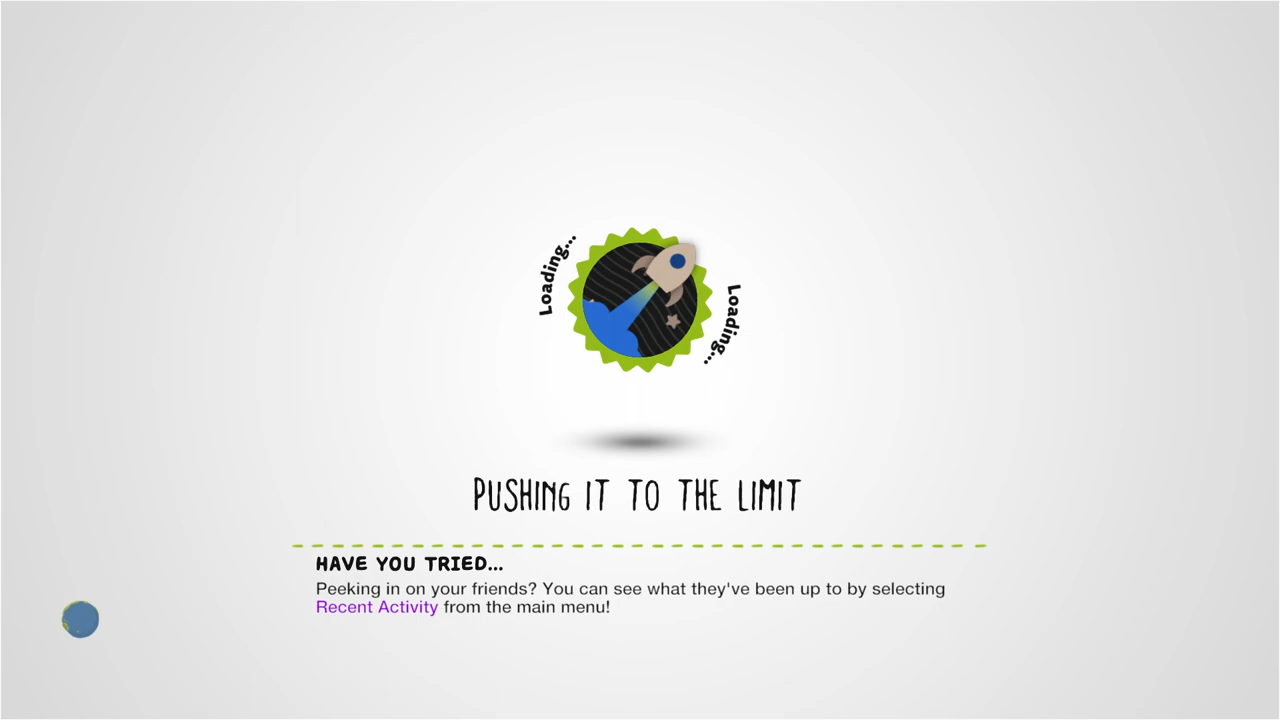 Loading...
Loading...
PUSHING IT TO THE LIMIT
HAVE YOU TRIED...
Peeking in on your friends? You can see what they've been up to by selecting
Recent Activity from the main menu!